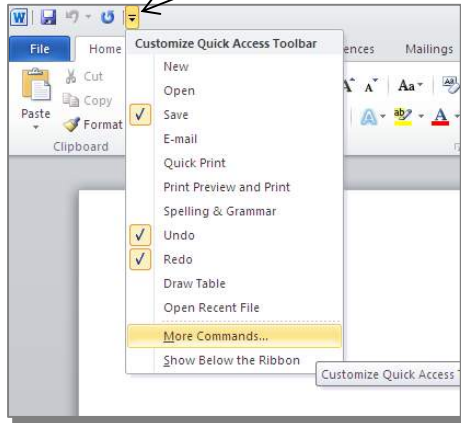 W
File Home Customize Quick Access Toolbar ences Mailings
Cut New
Copy Open
Paste Format Save
Clipboard E-mail
Aa
A A
Quick Print
Print Preview and Print
Spelling & Grammar
Undo
Redo
Draw Table
Open Recent File
More Commands...
Show Below the Ribbon
Customize Quick Access